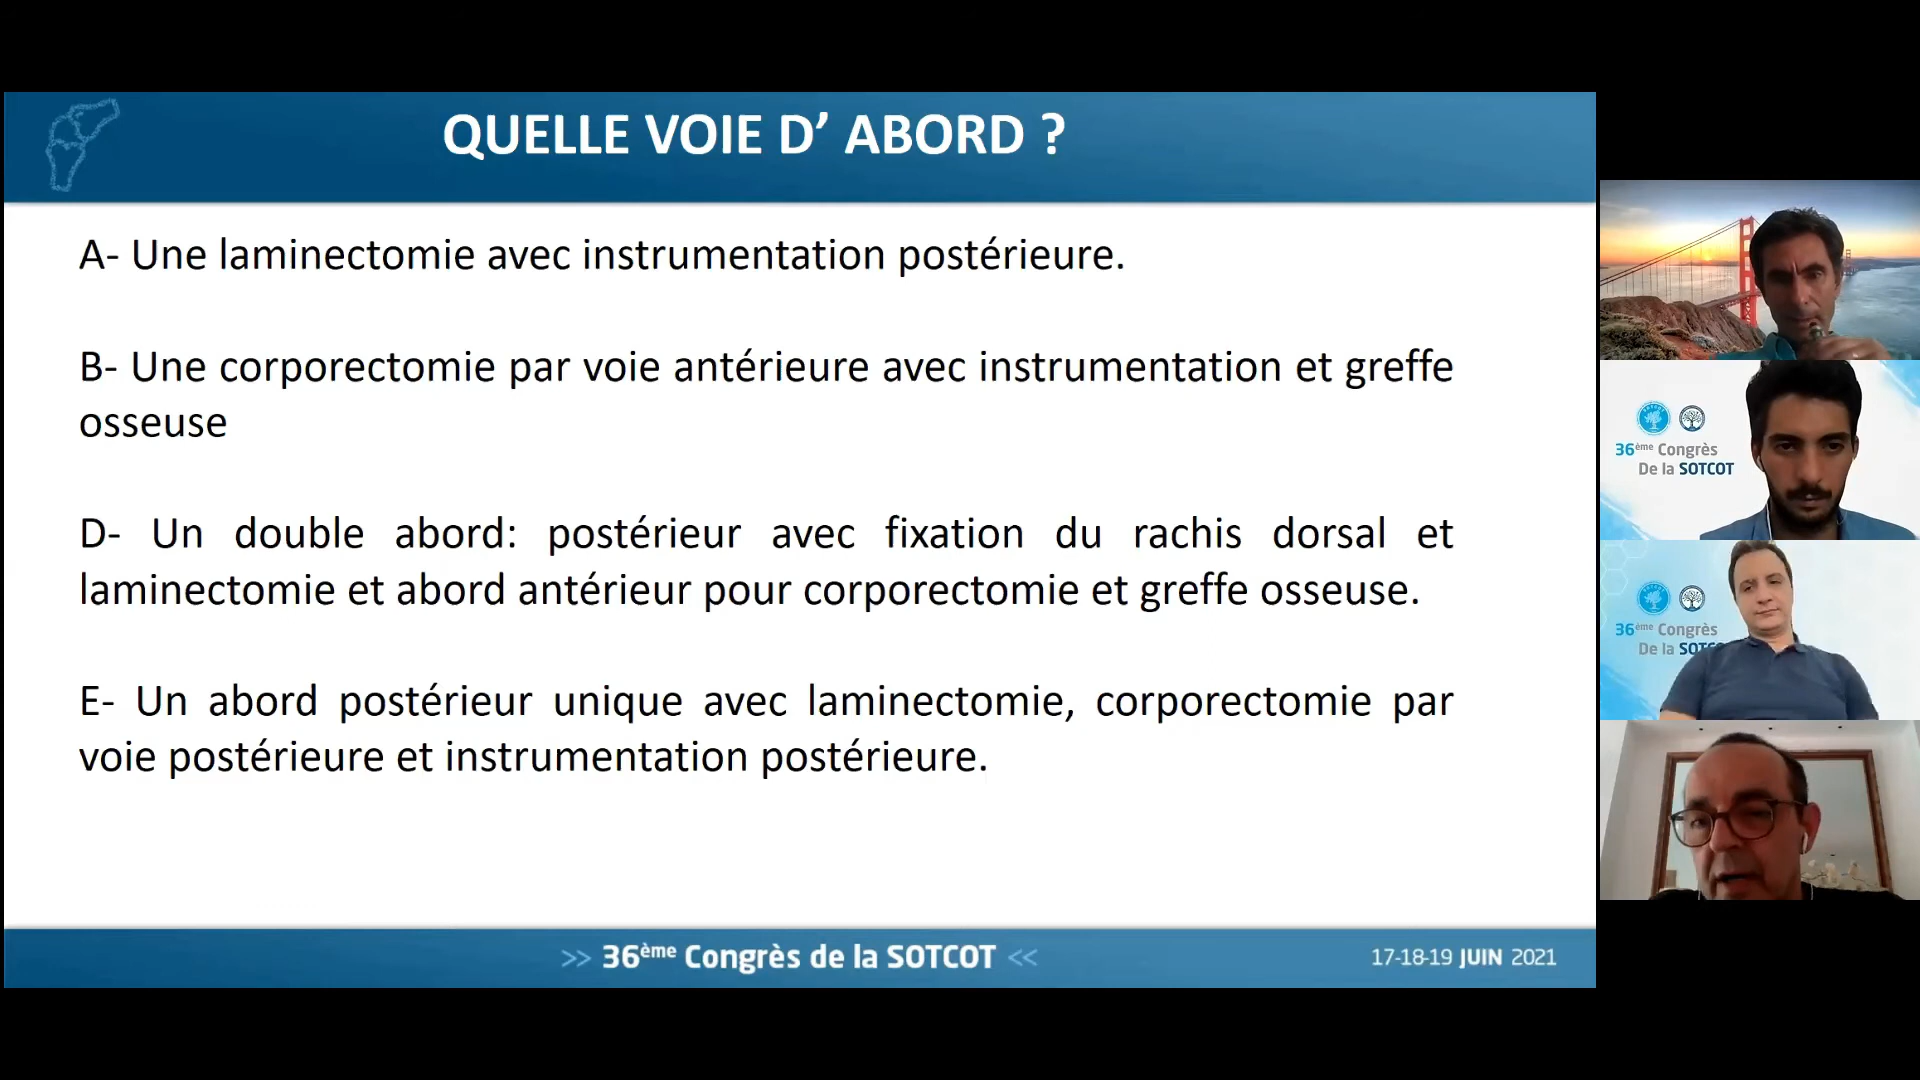 QUELLE VOIE D’ ABORD ?
A- Une laminectomie avec instrumentation postérieure.
B- Une corporectomie par voie antérieure avec instrumentation et greffe
osseuse
D- Un double abord: postérieur avec fixation du rachis dorsal et
laminectomie et abord antérieur pour corporectomie et greffe osseuse.
E- Un abord postérieur unique avec laminectomie, corporectomie par
voie postérieure et instrumentation postérieure.
>> 36ème Congrès de la SOTCOT <<
17-18-19 JUIN 2021
36ème Congrès
De la SOTCOT
36ème Congrès
De la